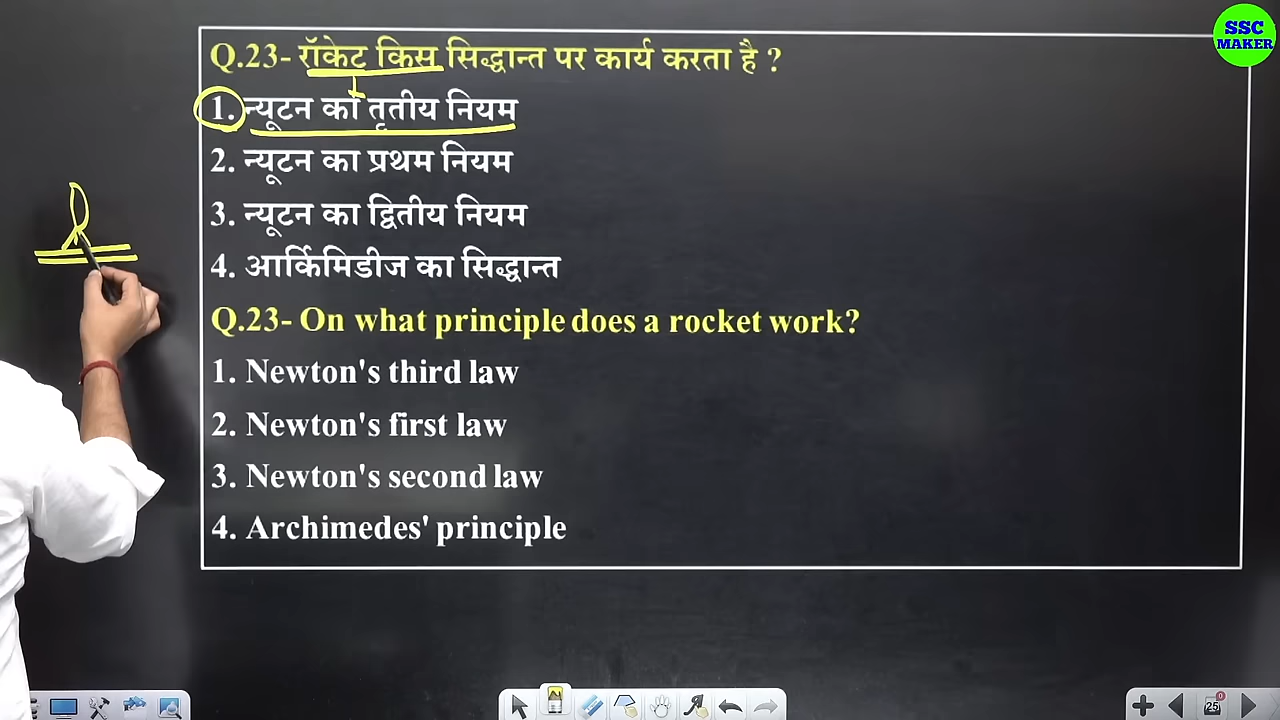 SSC
MAKER
Q.23- रॉकेट किस सिद्धान्त पर कार्य करता है ?
1. न्यूटन का तृतीय नियम
2. न्यूटन का प्रथम नियम
3. न्यूटन का द्वितीय नियम
4. आर्किमिडीज का सिद्धान्त
Q.23- On what principle does a rocket work?
1. Newton's third law
2. Newton's first law
3. Newton's second law
4. Archimedes' principle
25